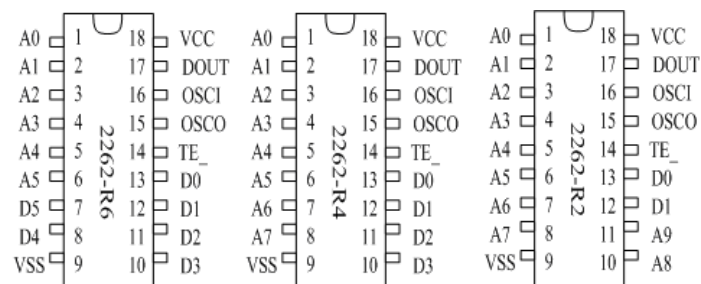 A0 1 18 VCC A0 1 18 VCC A0 1 18 VCC
A1 2 17 DOUT A1 2 17 DOUT A1 2 17 DOUT
A2 3 16 OSCI A2 3 16 OSCI A2 3 16 OSCI
A3 4 15 OSCO A3 4 15 OSCO A3 4 15 OSCO
A4 5 14 TE_ A4 5 14 TE_ A4 5 14 TE_
A5 6 13 D0 A5 6 13 D0 A5 6 13 D0
D5 7 12 D1 A6 7 12 D1 A6 7 12 D1
D4 8 11 D2 A7 8 11 D2 A7 8 11 A9
VSS 9 10 D3 VSS 9 10 D3 VSS 9 10 A8
2262-R6
2262-R4
2262-R2